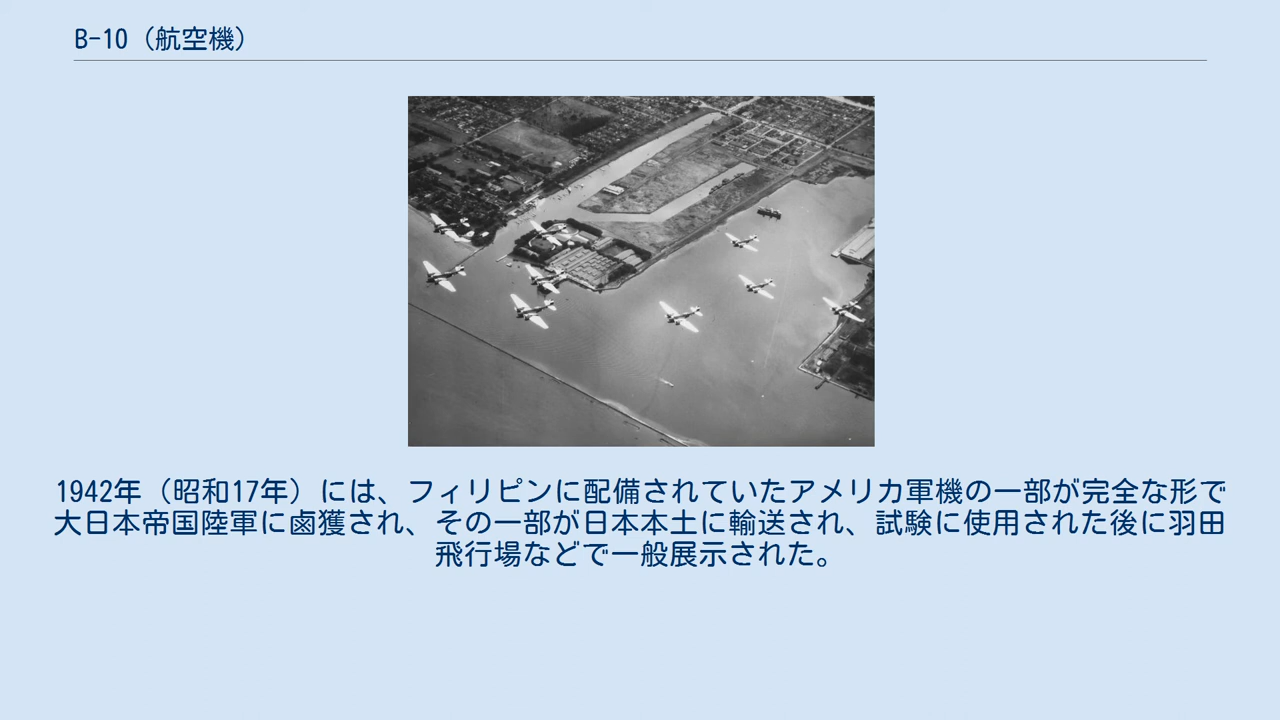 B-10（航空機）
1942年（昭和17年）には、フィリピンに配備されていたアメリカ軍機の一部が完全な形で
大日本帝国陸軍に鹵獲され、その一部が日本本土に輸送され、試験に使用された後に羽田
飛行場などで一般展示された。